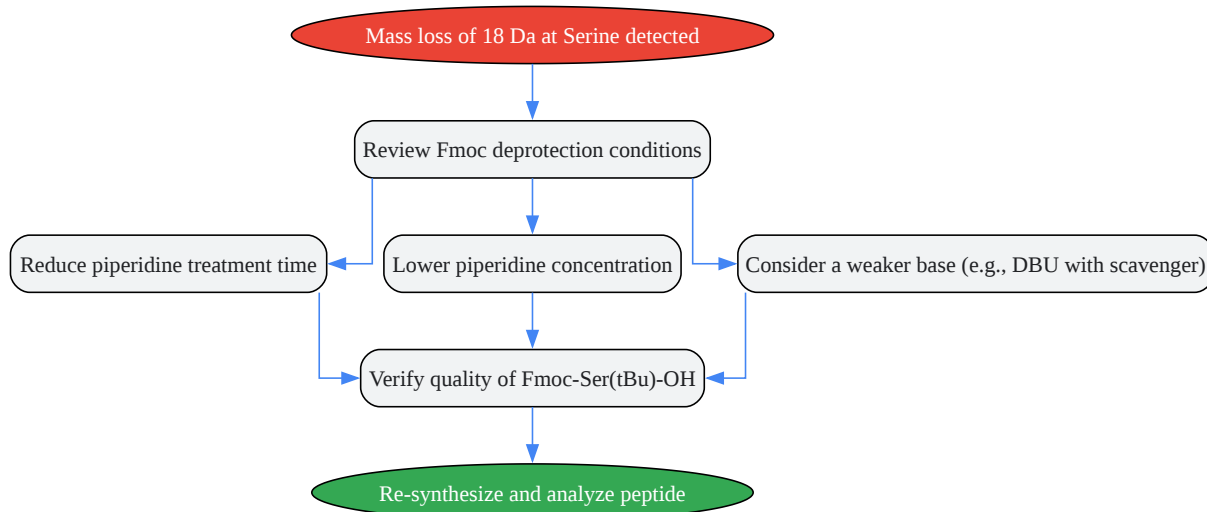 Mass loss of 18 Da at Serine detected
Review Fmoc deprotection conditions
Reduce piperidine treatment time
Lower piperidine concentration
Consider a weaker base (e.g., DBU with scavenger)
Verify quality of Fmoc-Ser(tBu)-OH
Re-synthesize and analyze peptide